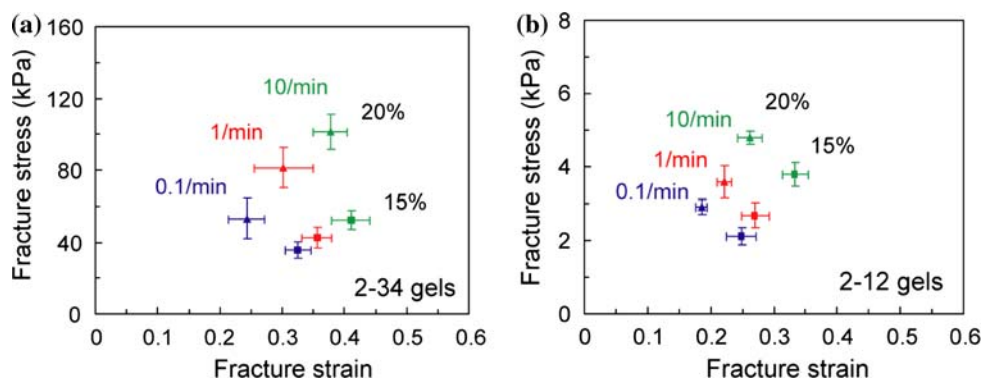 (a)
160
120
80
40
0
Fracture stress (kPa)
10/min
20%
1/min
0.1/min
15%
2-34 gels
0 0.1 0.2 0.3 0.4 0.5 0.6
Fracture strain
(b)
8
6
4
2
0
Fracture stress (kPa)
20%
10/min
15%
1/min
0.1/min
2-12 gels
0 0.1 0.2 0.3 0.4 0.5 0.6
Fracture strain